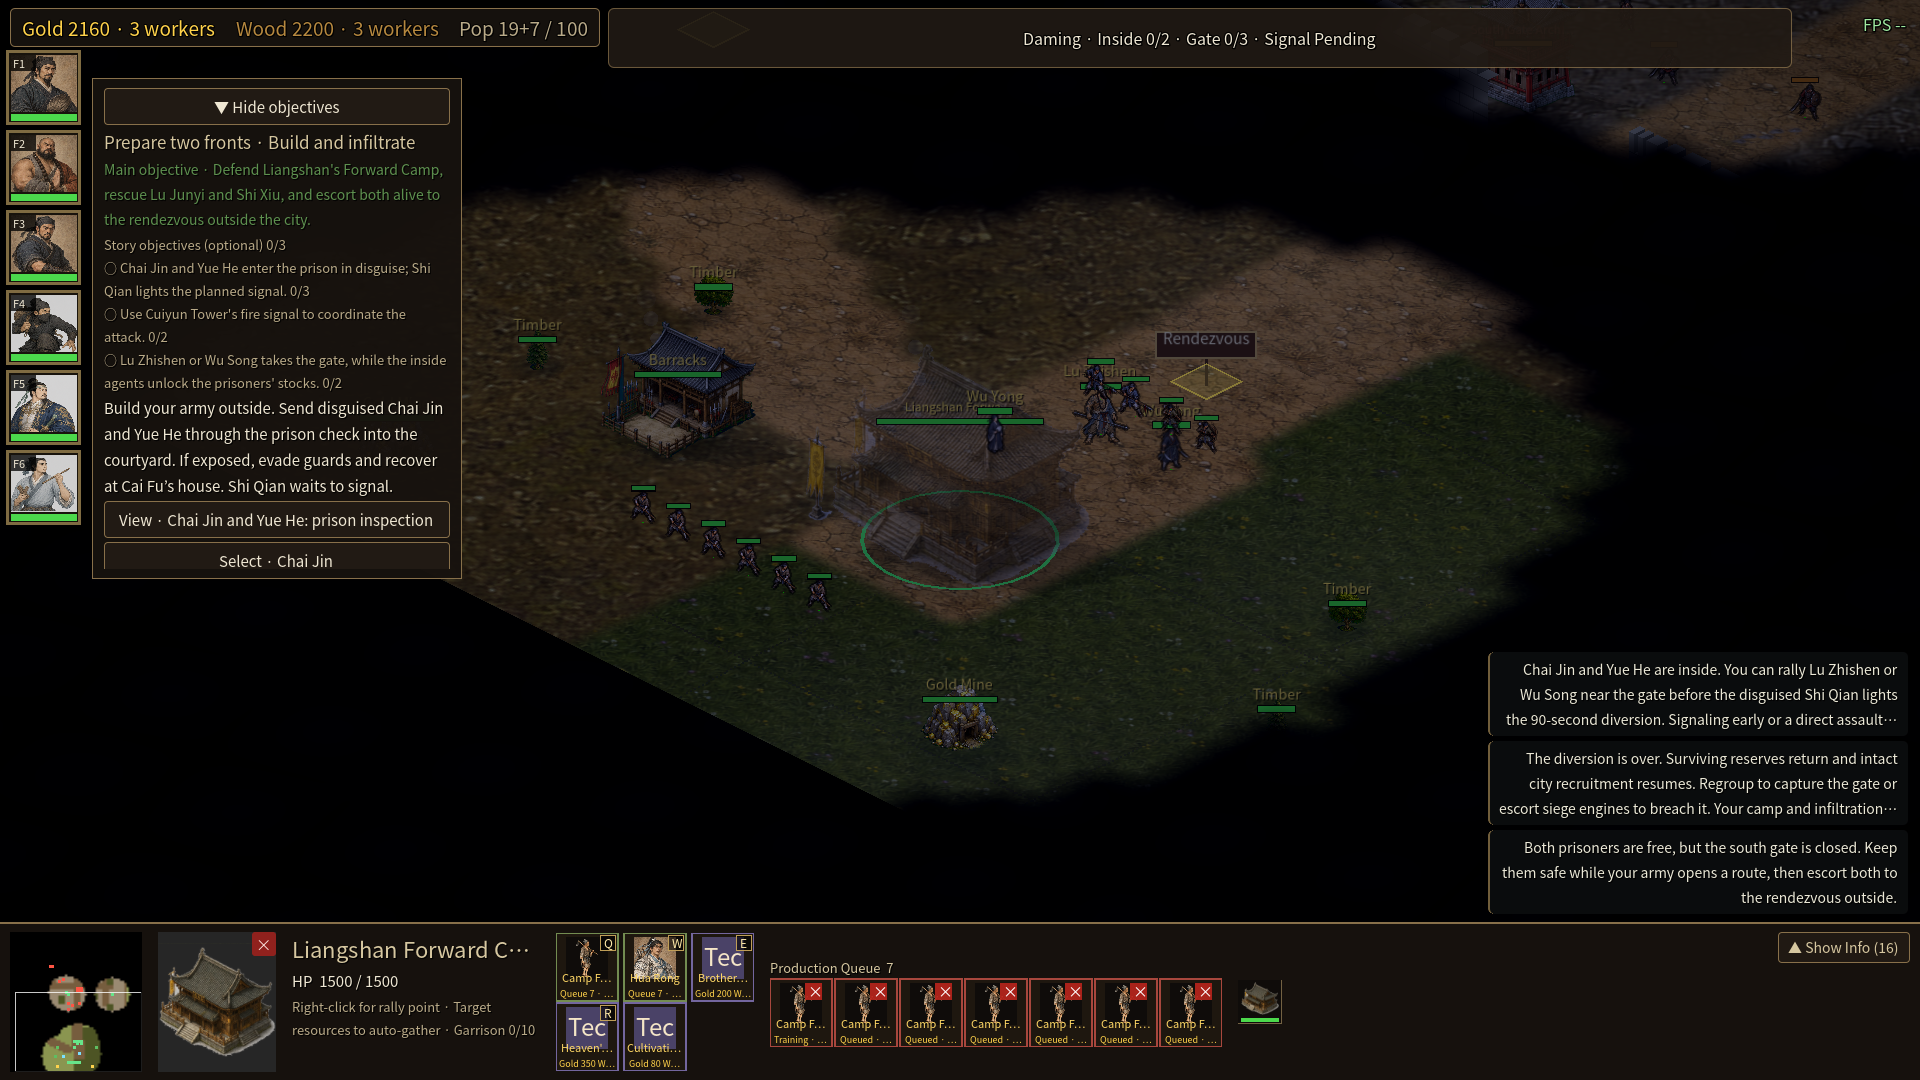 Gold 2160 · 3 workers Wood 2200 · 3 workers Pop 19+7 / 100
Daming · Inside 0/2 · Gate 0/3 · Signal Pending
FPS --
F1
F2
F3
F4
F5
F6
▼ Hide objectives
Prepare two fronts · Build and infiltrate
Main objective · Defend Liangshan's Forward Camp,
rescue Lu Junyi and Shi Xiu, and escort both alive to
the rendezvous outside the city.
Story objectives (optional) 0/3
○ Chai Jin and Yue He enter the prison in disguise; Shi
Qian lights the planned signal. 0/3
○ Use Cuiyun Tower's fire signal to coordinate the
attack. 0/2
○ Lu Zhishen or Wu Song takes the gate, while the inside
agents unlock the prisoners' stocks. 0/2
Build your army outside. Send disguised Chai Jin
and Yue He through the prison check into the
courtyard. If exposed, evade guards and recover
at Cai Fu’s house. Shi Qian waits to signal.
View · Chai Jin and Yue He: prison inspection
Select · Chai Jin
Timber
Timber
Barracks
Rendezvous
Wu Yong
Timber
Gold Mine
Timber
Chai Jin and Yue He are inside. You can rally Lu Zhishen or
Wu Song near the gate before the disguised Shi Qian lights
the 90-second diversion. Signaling early or a direct assault⋯
The diversion is over. Surviving reserves return and intact
city recruitment resumes. Regroup to capture the gate or
escort siege engines to breach it. Your camp and infiltration⋯
Both prisoners are free, but the south gate is closed. Keep
them safe while your army opens a route, then escort both to
the rendezvous outside.
Liangshan Forward C⋯
HP 1500 / 1500
Right-click for rally point · Target
resources to auto-gather · Garrison 0/10
Q
Camp F…
Queue 7 · …
W
Hua Rong
Queue 7 · …
E
Tec
Brother…
Gold 200 W…
R
Tec
Heaven'…
Gold 350 W…
Tec
Cultivati…
Gold 80 W…
Production Queue 7
Camp F… Camp F… Camp F… Camp F… Camp F… Camp F… Camp F…
Training · … Queued · … Queued · … Queued · … Queued · … Queued · … Queued · …
▲ Show Info (16)